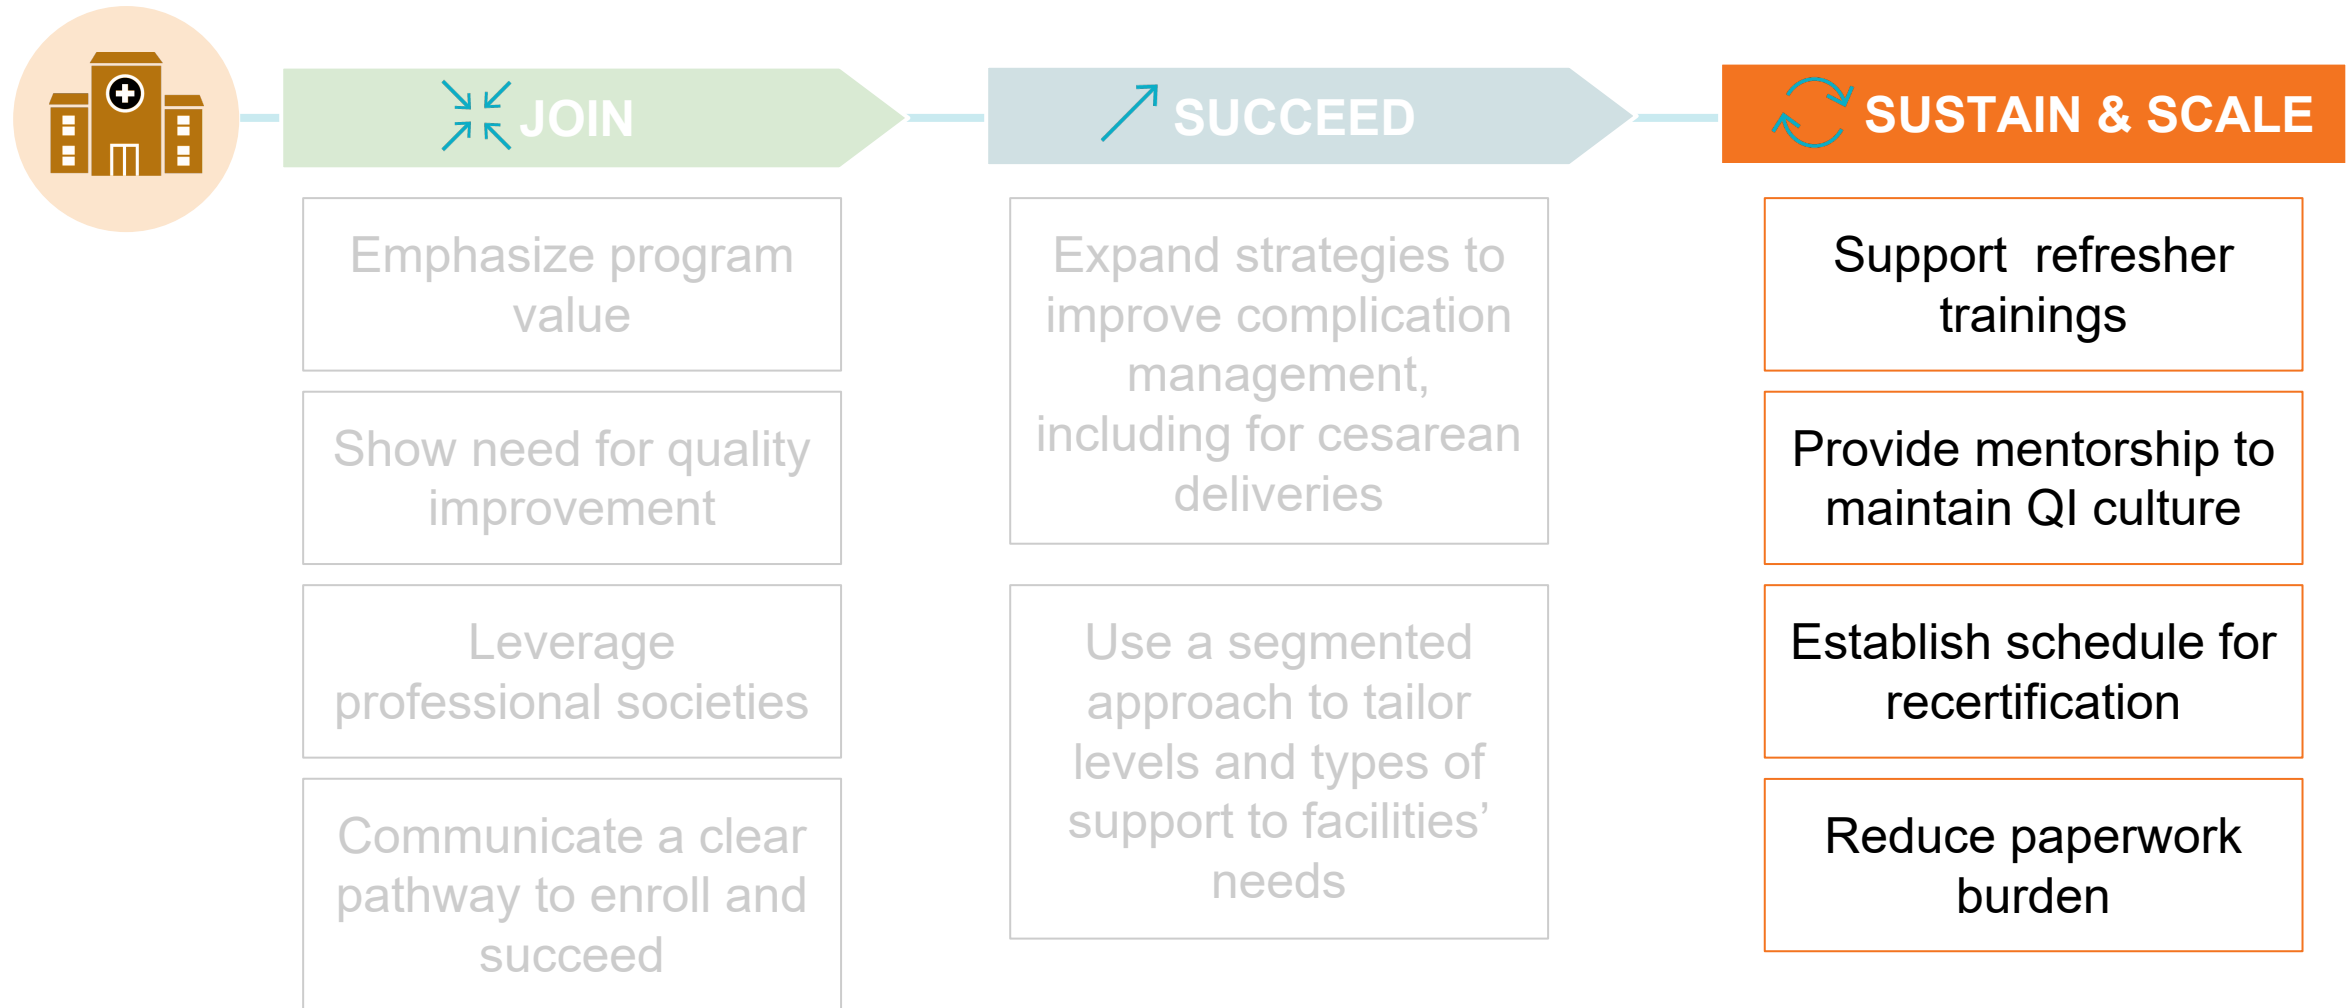 JOIN
Emphasize program
value
Show need for quality
improvement
Leverage
professional societies
Communicate a clear
pathway to enroll and
succeed
SUCCEED
Expand strategies to
improve complication
management,
including for cesarean
deliveries
Use a segmented
approach to tailor
levels and types of
support to facilities’
needs
SUSTAIN & SCALE
Support  refresher
trainings
Provide mentorship to
maintain QI culture
Establish schedule for
recertification
Reduce paperwork
burden